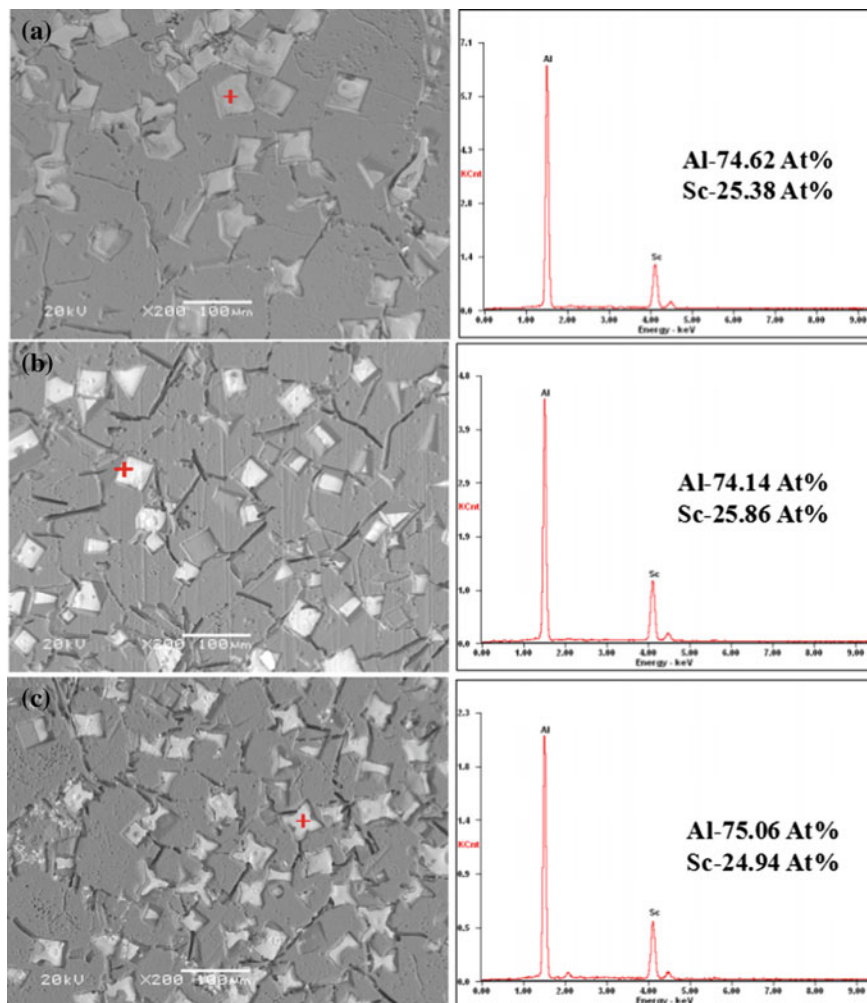 (a)
20kV X200 100µm
7.1
5.7
4.3
KCnt
2.8
1.4
0.0
Al
Sc
Al-74.62 At%
Sc-25.38 At%
0.00 1.00 2.00 3.00 4.00 5.00 6.00 7.00 8.00 9.00
Energy - keV
(b)
20kV X200 100µm
4.8
3.9
2.9
KCnt
1.9
1.0
0.0
Al
Sc
Al-74.14 At%
Sc-25.86 At%
0.00 1.00 2.00 3.00 4.00 5.00 6.00 7.00 8.00 9.00
Energy - keV
(c)
20kV X200 100µm
2.3
1.8
1.4
KCnt
0.9
0.5
0.0
Al
Sc
Al-75.06 At%
Sc-24.94 At%
0.00 1.00 2.00 3.00 4.00 5.00 6.00 7.00 8.00 9.00
Energy - keV